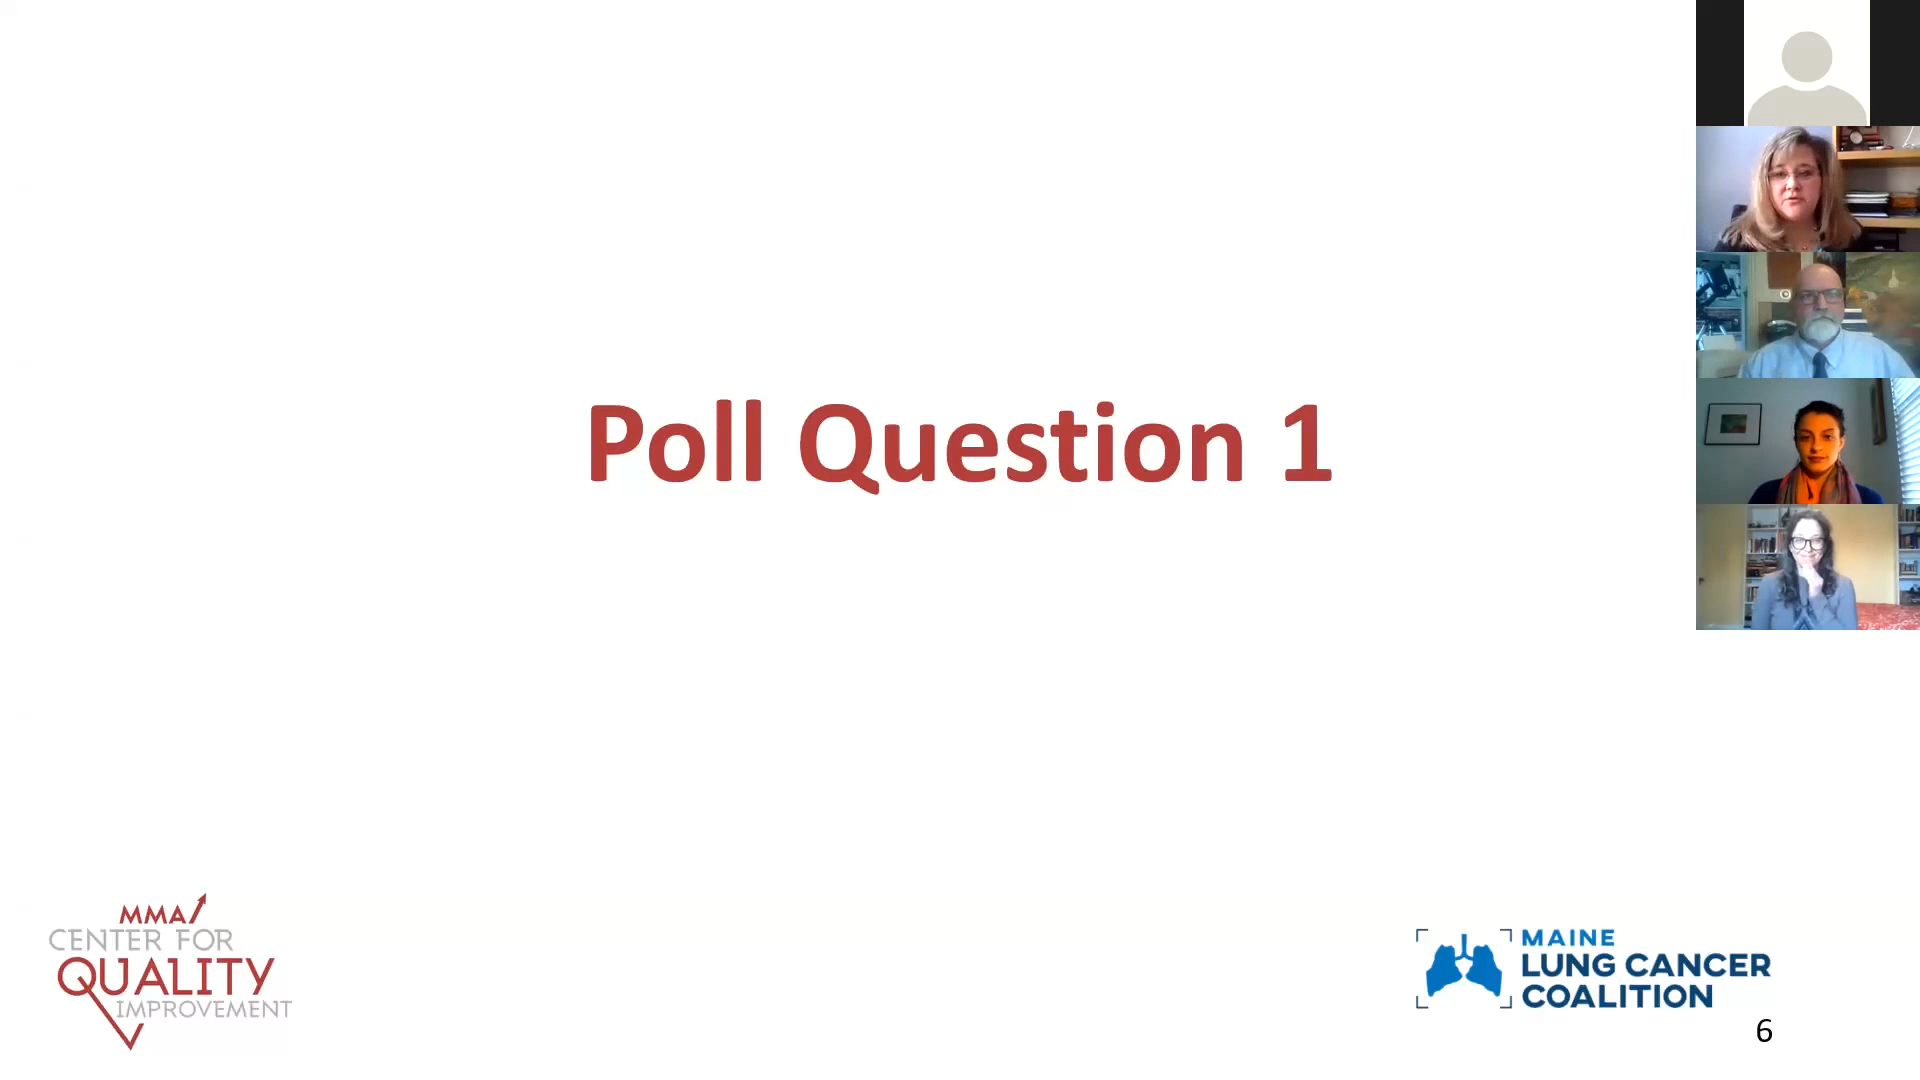 Poll Question 1
MMA
CENTER FOR
QUALITY
IMPROVEMENT
MAINE
LUNG CANCER
COALITION
6